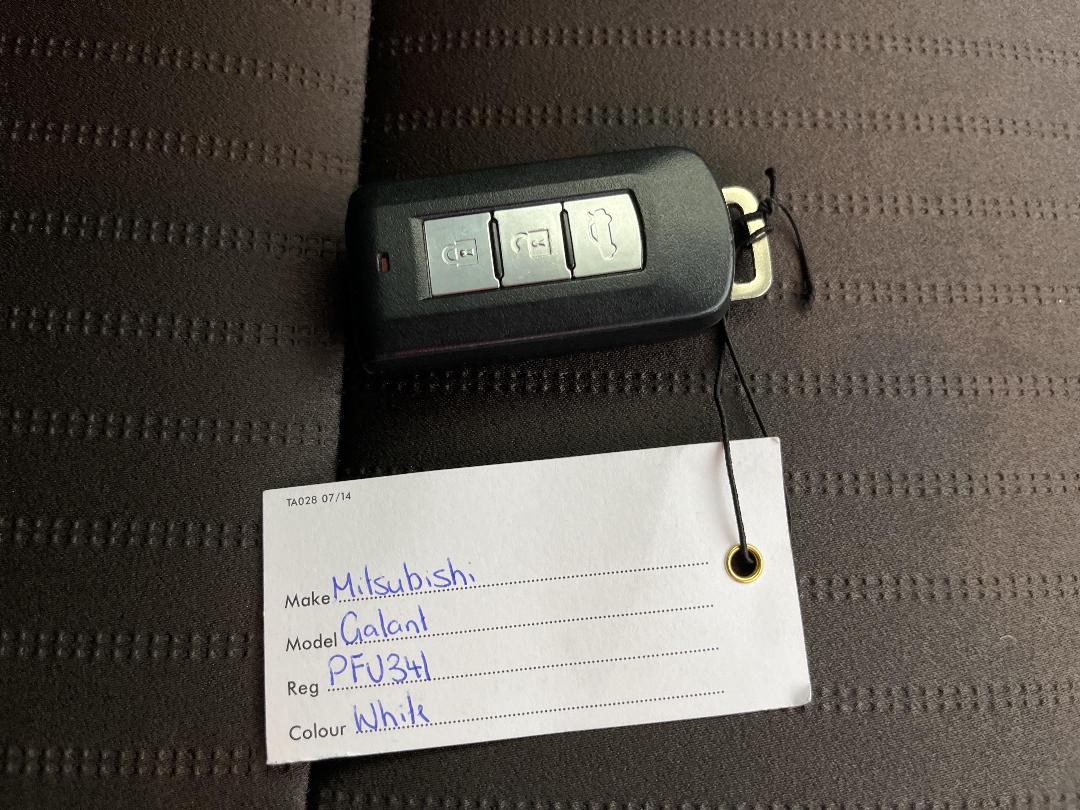 TA028 07/14
Make Mitsubishi
Model Galant
Reg PFU341
Colour White